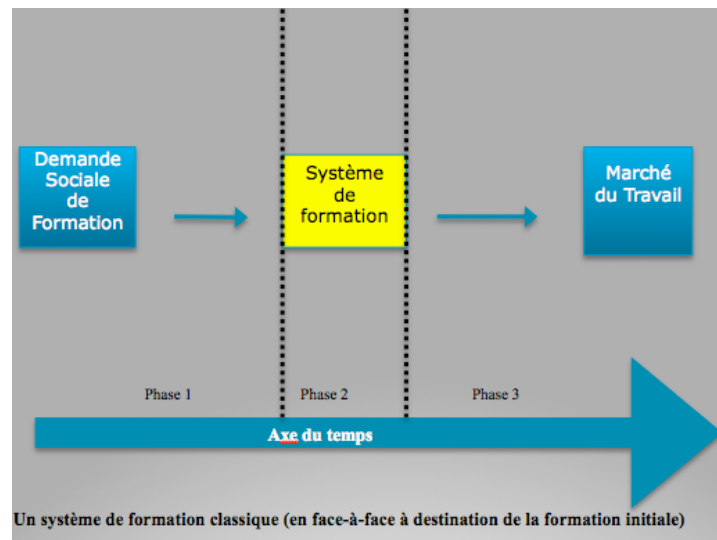 Demande
Sociale
de
Formation
Système
de
formation
Marché
du Travail
Phase 1
Phase 2
Phase 3
Axe du temps
Un système de formation classique (en face-à-face à destination de la formation initiale)